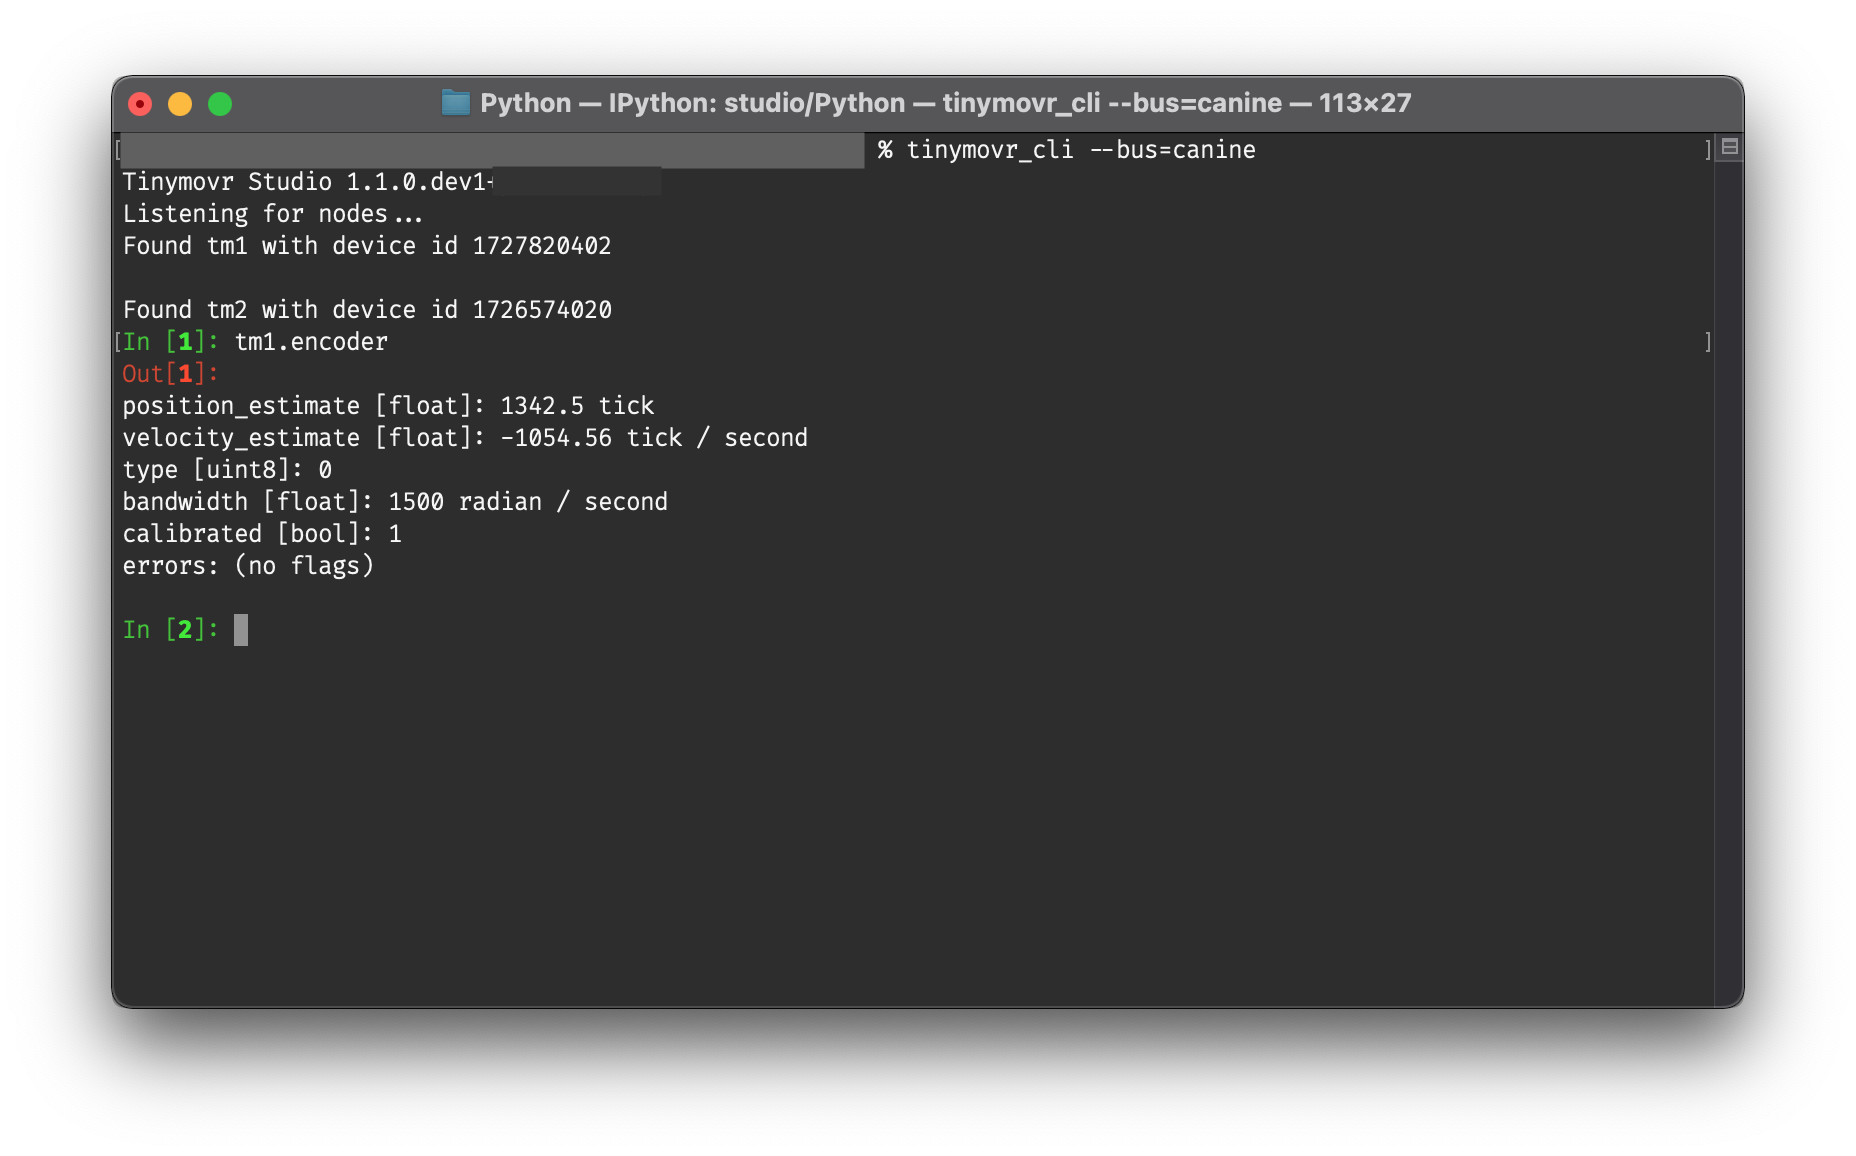 Python — IPython: studio/Python — tinymovr_cli --bus=canine — 113×27
% tinymovr_cli --bus=canine
Tinymovr Studio 1.1.0.dev1+
Listening for nodes...
Found tm1 with device id 1727820402
Found tm2 with device id 1726574020
In [1]: tm1.encoder
Out[1]:
position_estimate [float]: 1342.5 tick
velocity_estimate [float]: -1054.56 tick / second
type [uint8]: 0
bandwidth [float]: 1500 radian / second
calibrated [bool]: 1
errors: (no flags)
In [2]: